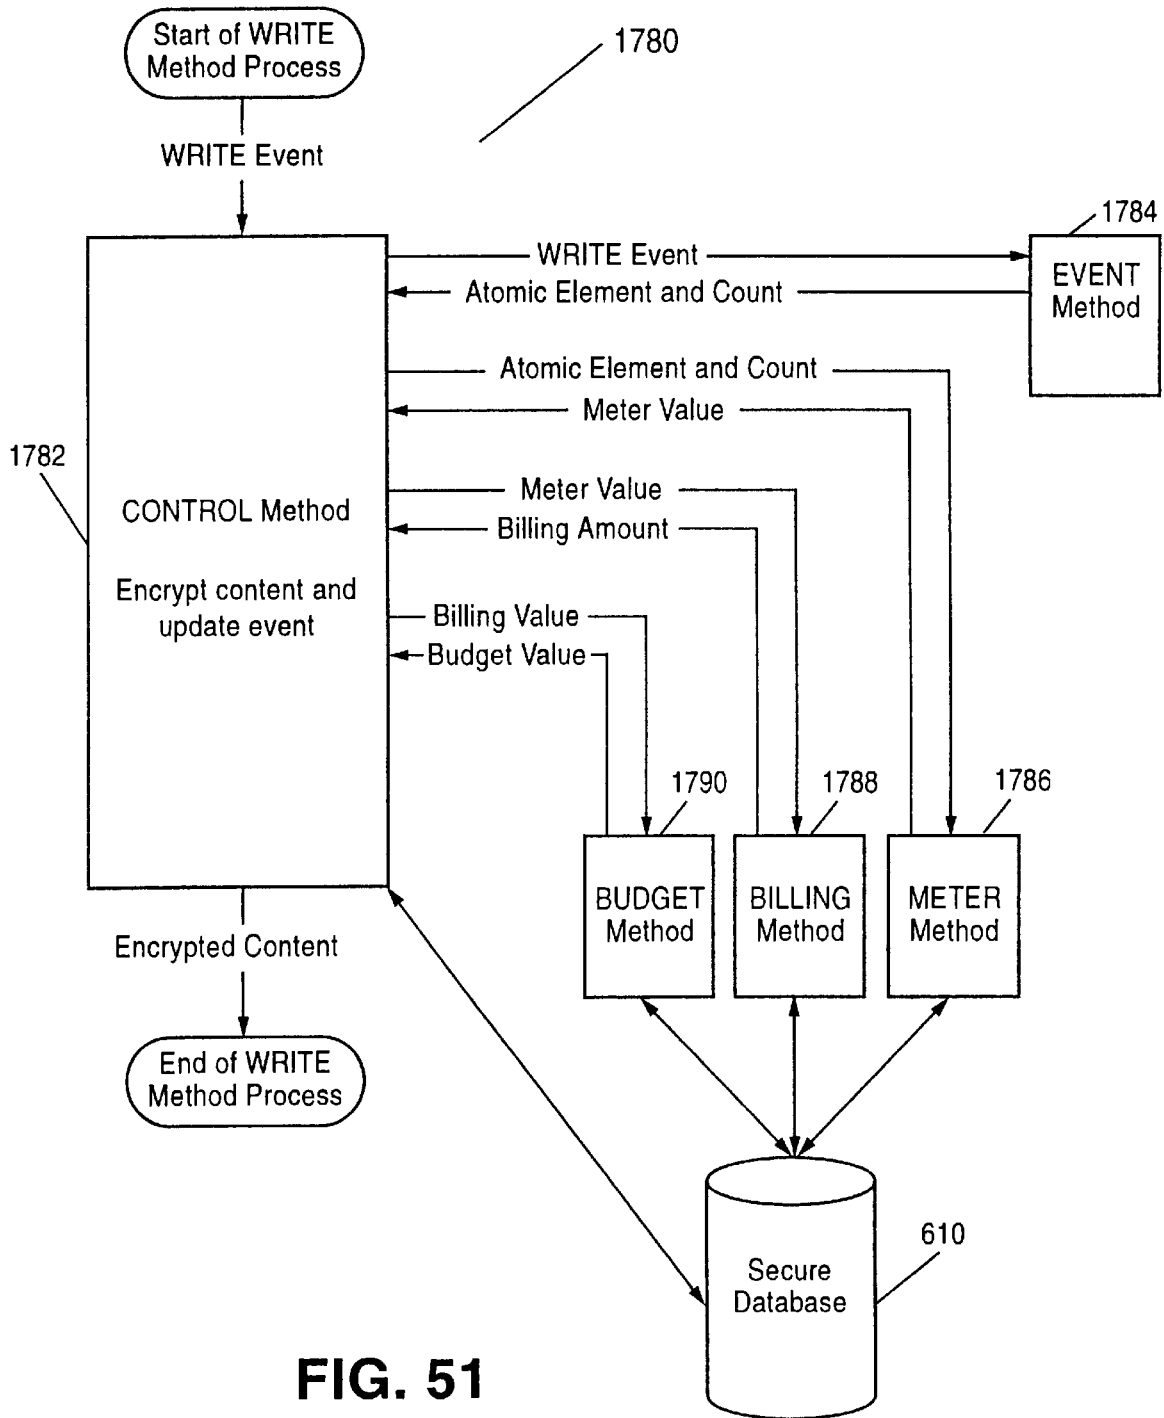 Start of WRITE
Method Process
1780
WRITE Event
1784
WRITE Event
EVENT
Method
Atomic Element and Count
Atomic Element and Count
Meter Value
1782
CONTROL Method
Encrypt content and
update event
Meter Value
Billing Amount
Billing Value
Budget Value
1790
1788
1786
BUDGET
Method
BILLING
Method
METER
Method
Encrypted Content
End of WRITE
Method Process
610
Secure
Database
FIG. 51